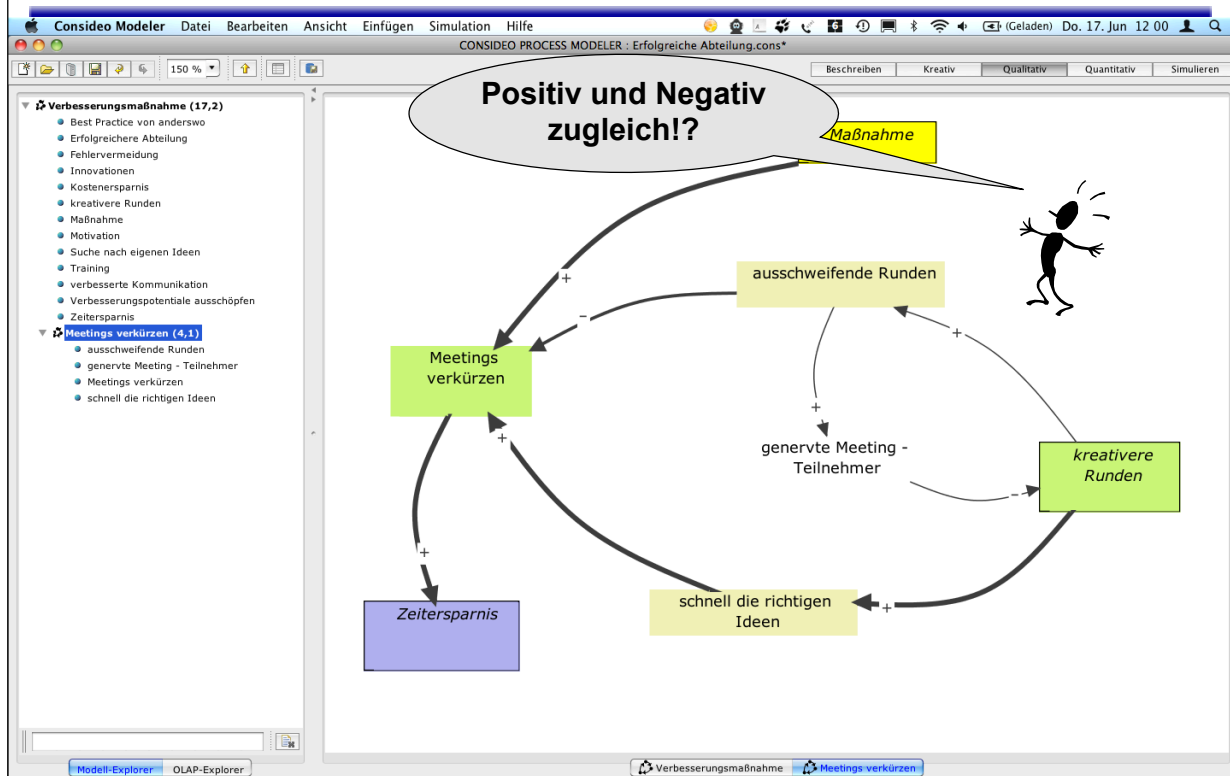 Consideo Modeler Datei Bearbeiten Ansicht Einfügen Simulation Hilfe
6
(Geladen) Do. 17. Jun 12 00
CONSIDEO PROCESS MODELER : Erfolgreiche Abteilung.cons*
150 %
Beschreiben Kreativ Qualitativ Quantitativ Simulieren
Verbesserungsmaßnahme (17,2)
Best Practice von anderswo
Erfolgreichere Abteilung
Fehlervermeidung
Innovationen
Kostenersparnis
kreativere Runden
Maßnahme
Motivation
Suche nach eigenen Ideen
Training
verbesserte Kommunikation
Verbesserungspotentiale ausschöpfen
Zeitersparnis
Meetings verkürzen (4,1)
ausschweifende Runden
genervte Meeting - Teilnehmer
Meetings verkürzen
schnell die richtigen Ideen
Positiv und Negativ
zugleich!?
Maßnahme
+
ausschweifende Runden
-
+
Meetings
verkürzen
+
+
genervte Meeting -
Teilnehmer
-
kreativere
Runden
+
Zeitersparnis
schnell die richtigen
Ideen
+
Modell-Explorer OLAP-Explorer
Verbesserungsmaßnahme Meetings verkürzen